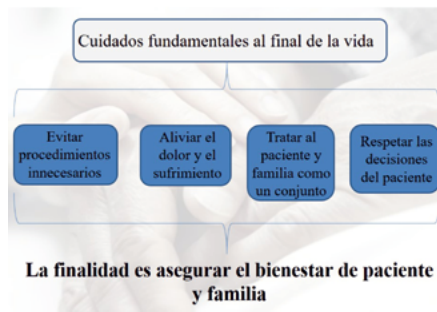 Cuidados fundamentales al final de la vida
Evitar
procedimientos
innecesarios
Aliviar el
dolor y el
sufrimiento
Tratar al
paciente y
familia como
un conjunto
Respetar las
decisiones
del paciente
La finalidad es asegurar el bienestar de paciente
y familia